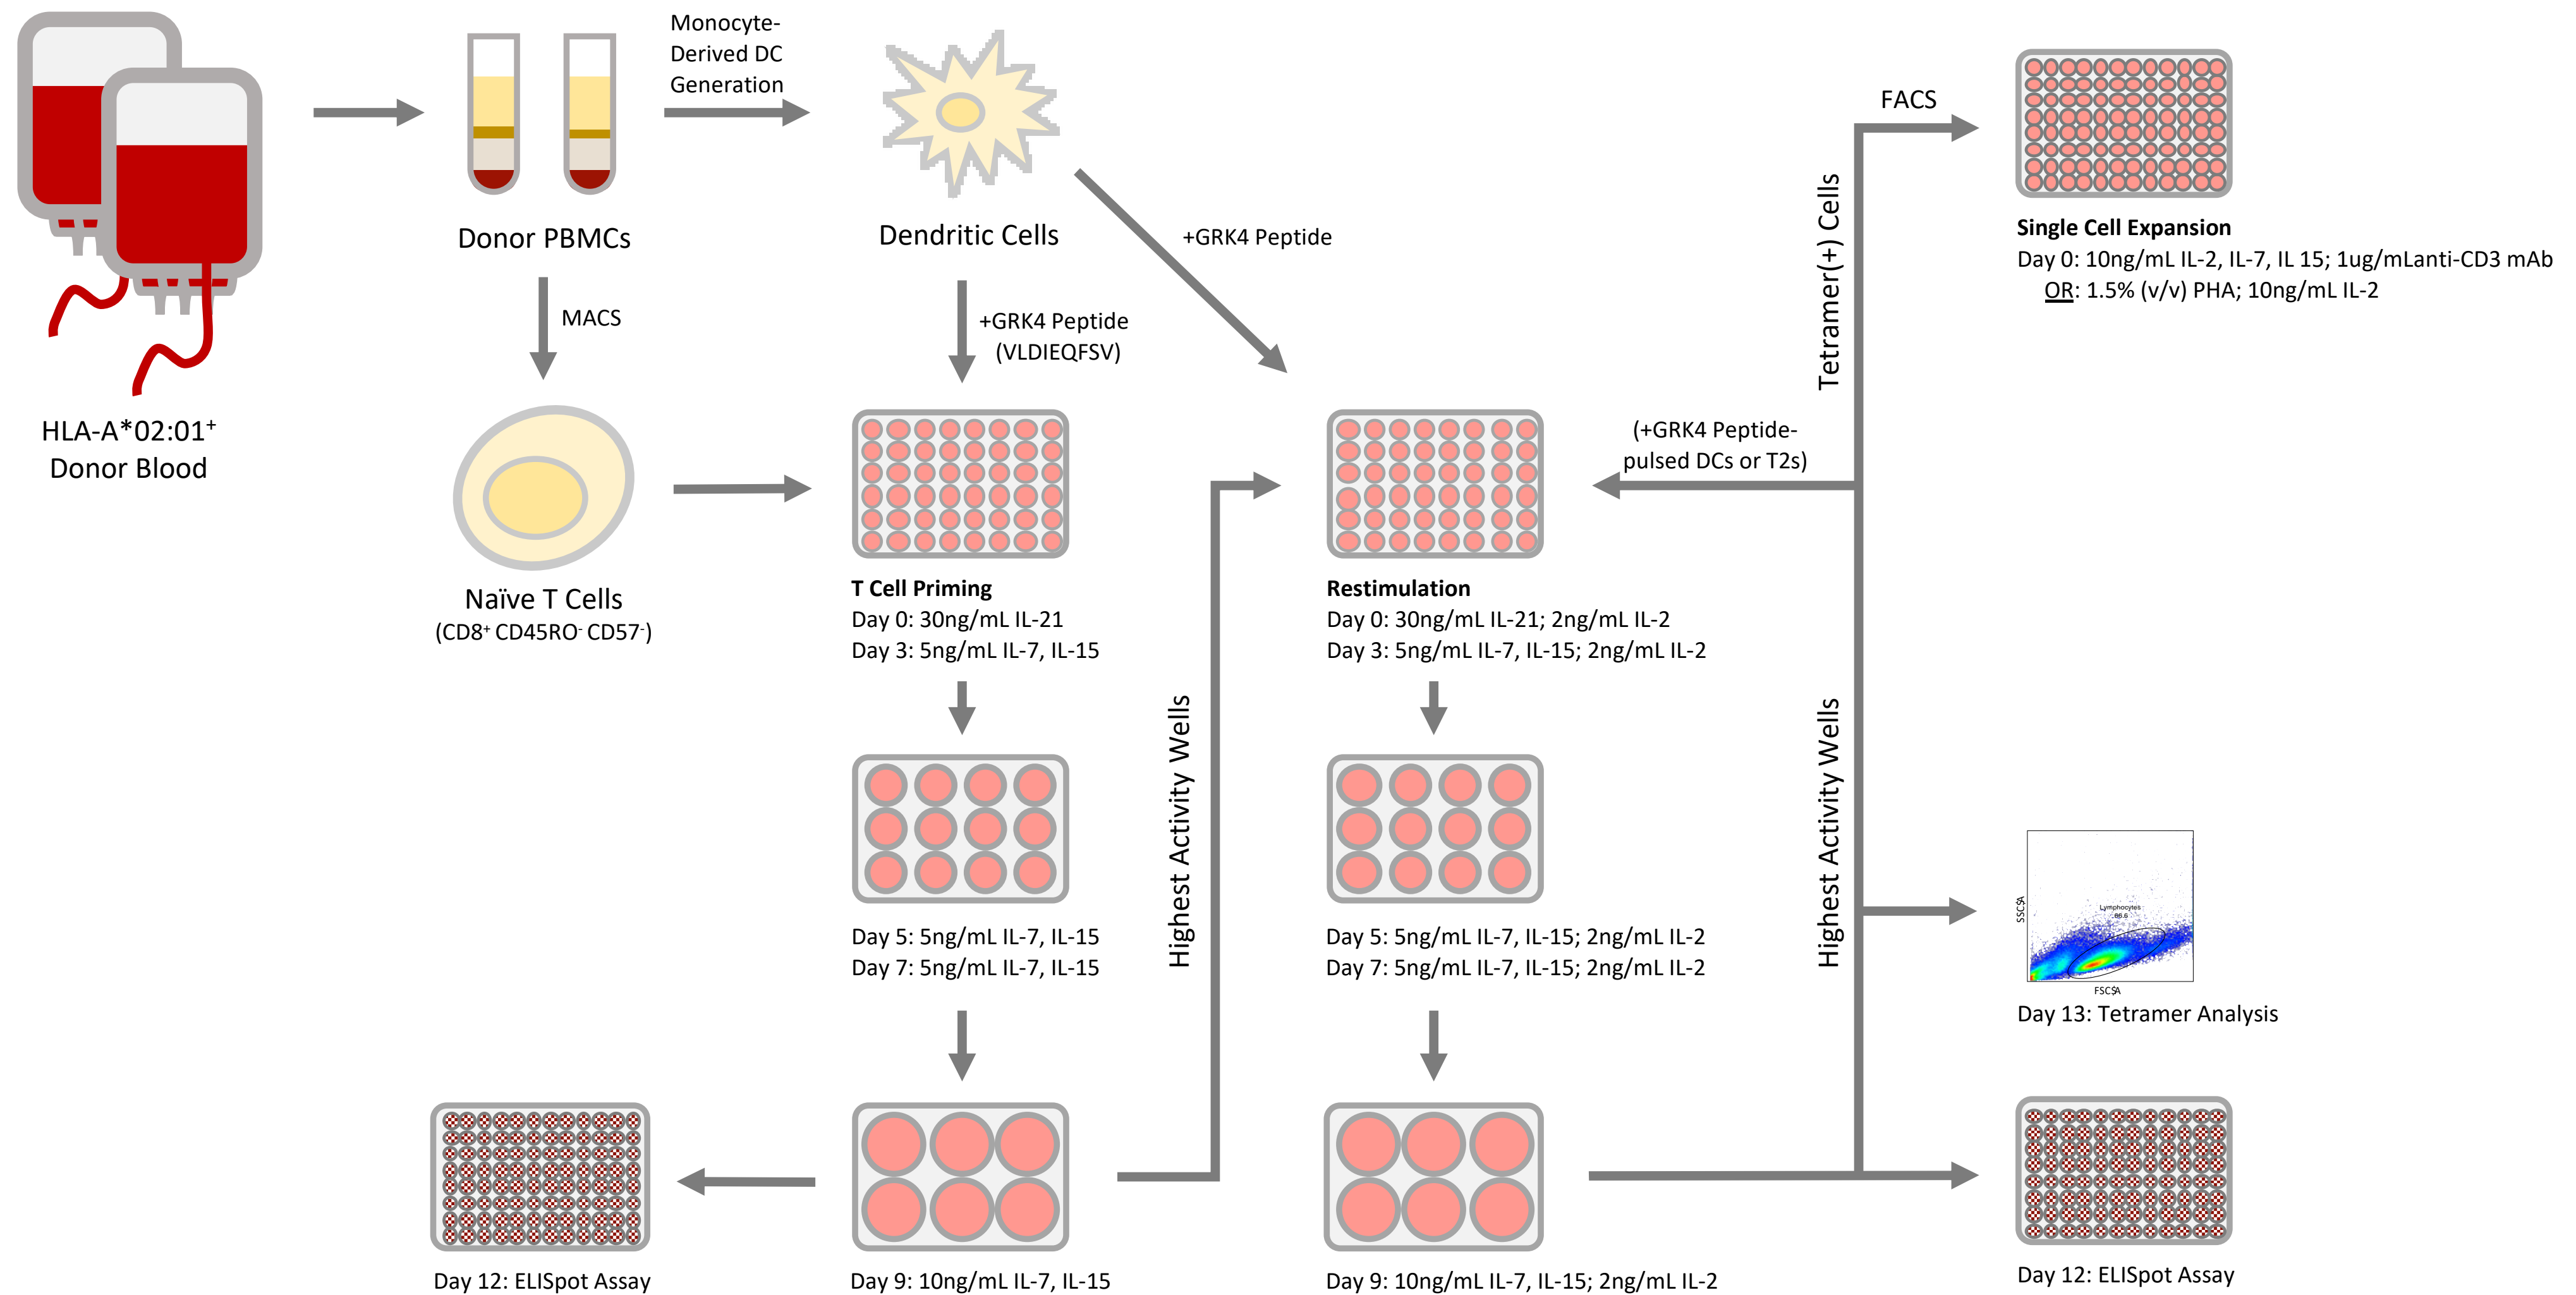 Monocyte-
Derived DC
Generation
HLA-A*02:01+
Donor Blood
Donor PBMCs
MACS
Naïve T Cells
(CD8+ CD45RO- CD57-)
Dendritic Cells
+GRK4 Peptide
(VLDIEQFSV)
+GRK4 Peptide
T Cell Priming
Day 0: 30ng/mL IL-21
Day 3: 5ng/mL IL-7, IL-15
Day 5: 5ng/mL IL-7, IL-15
Day 7: 5ng/mL IL-7, IL-15
Day 9: 10ng/mL IL-7, IL-15
Day 12: ELISpot Assay
Highest Activity Wells
Restimulation
Day 0: 30ng/mL IL-21; 2ng/mL IL-2
Day 3: 5ng/mL IL-7, IL-15; 2ng/mL IL-2
Day 5: 5ng/mL IL-7, IL-15; 2ng/mL IL-2
Day 7: 5ng/mL IL-7, IL-15; 2ng/mL IL-2
Day 9: 10ng/mL IL-7, IL-15; 2ng/mL IL-2
(+GRK4 Peptide-
pulsed DCs or T2s)
Highest Activity Wells
Tetramer(+) Cells
FACS
Single Cell Expansion
Day 0: 10ng/mL IL-2, IL-7, IL 15; 1ug/mLanti-CD3 mAb
OR: 1.5% (v/v) PHA; 10ng/mL IL-2
SSC$A
Lymphocytes
66.6
FSC$A
Day 13: Tetramer Analysis
Day 12: ELISpot Assay